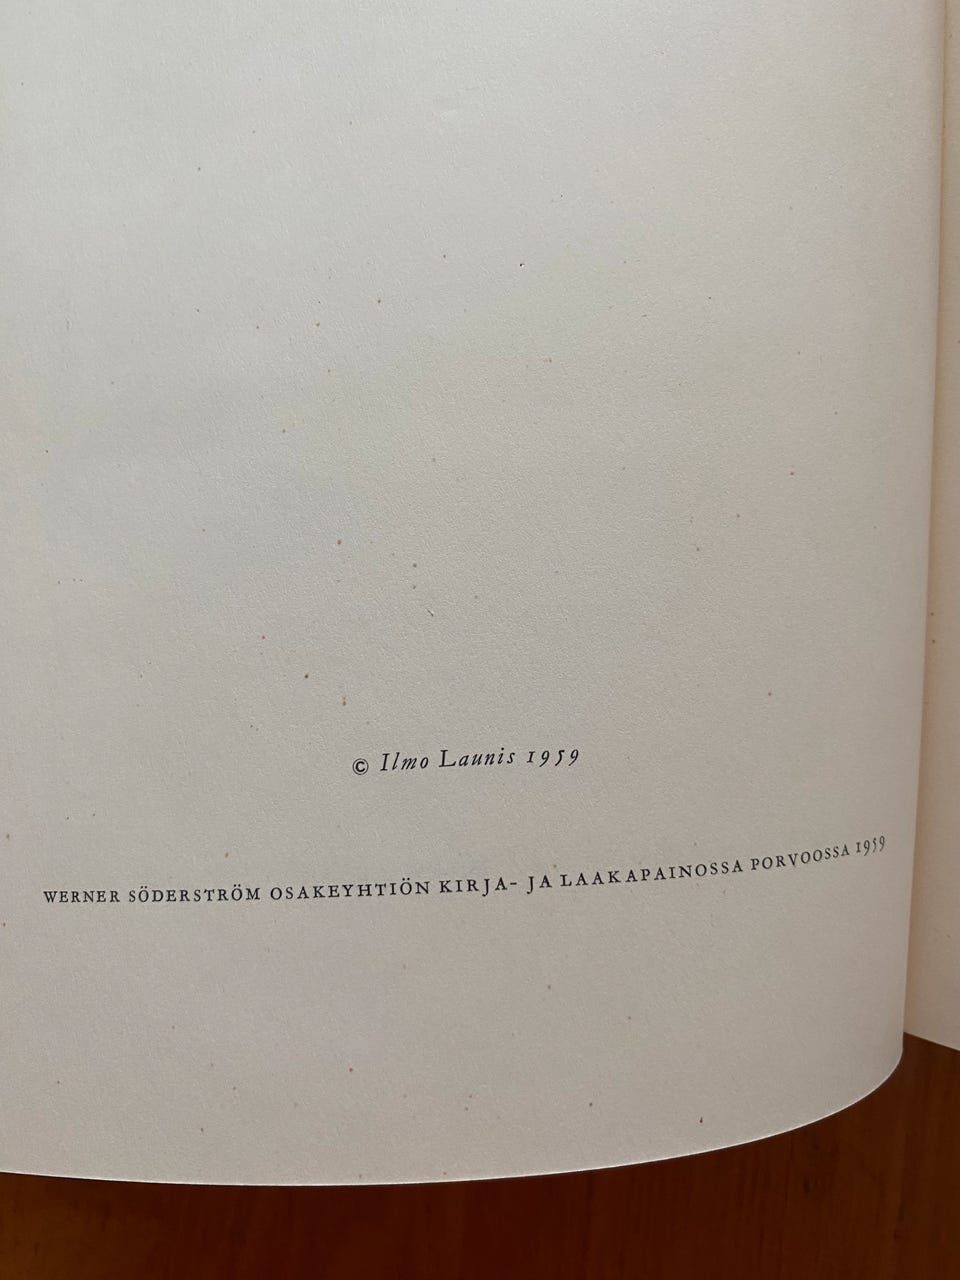 © Ilmo Launis 1959
WERNER SÖDERSTRÖM OSAKEYHTIÖN KIRJA- JA LAAKAPAINOSSA PORVOOSSA 1959